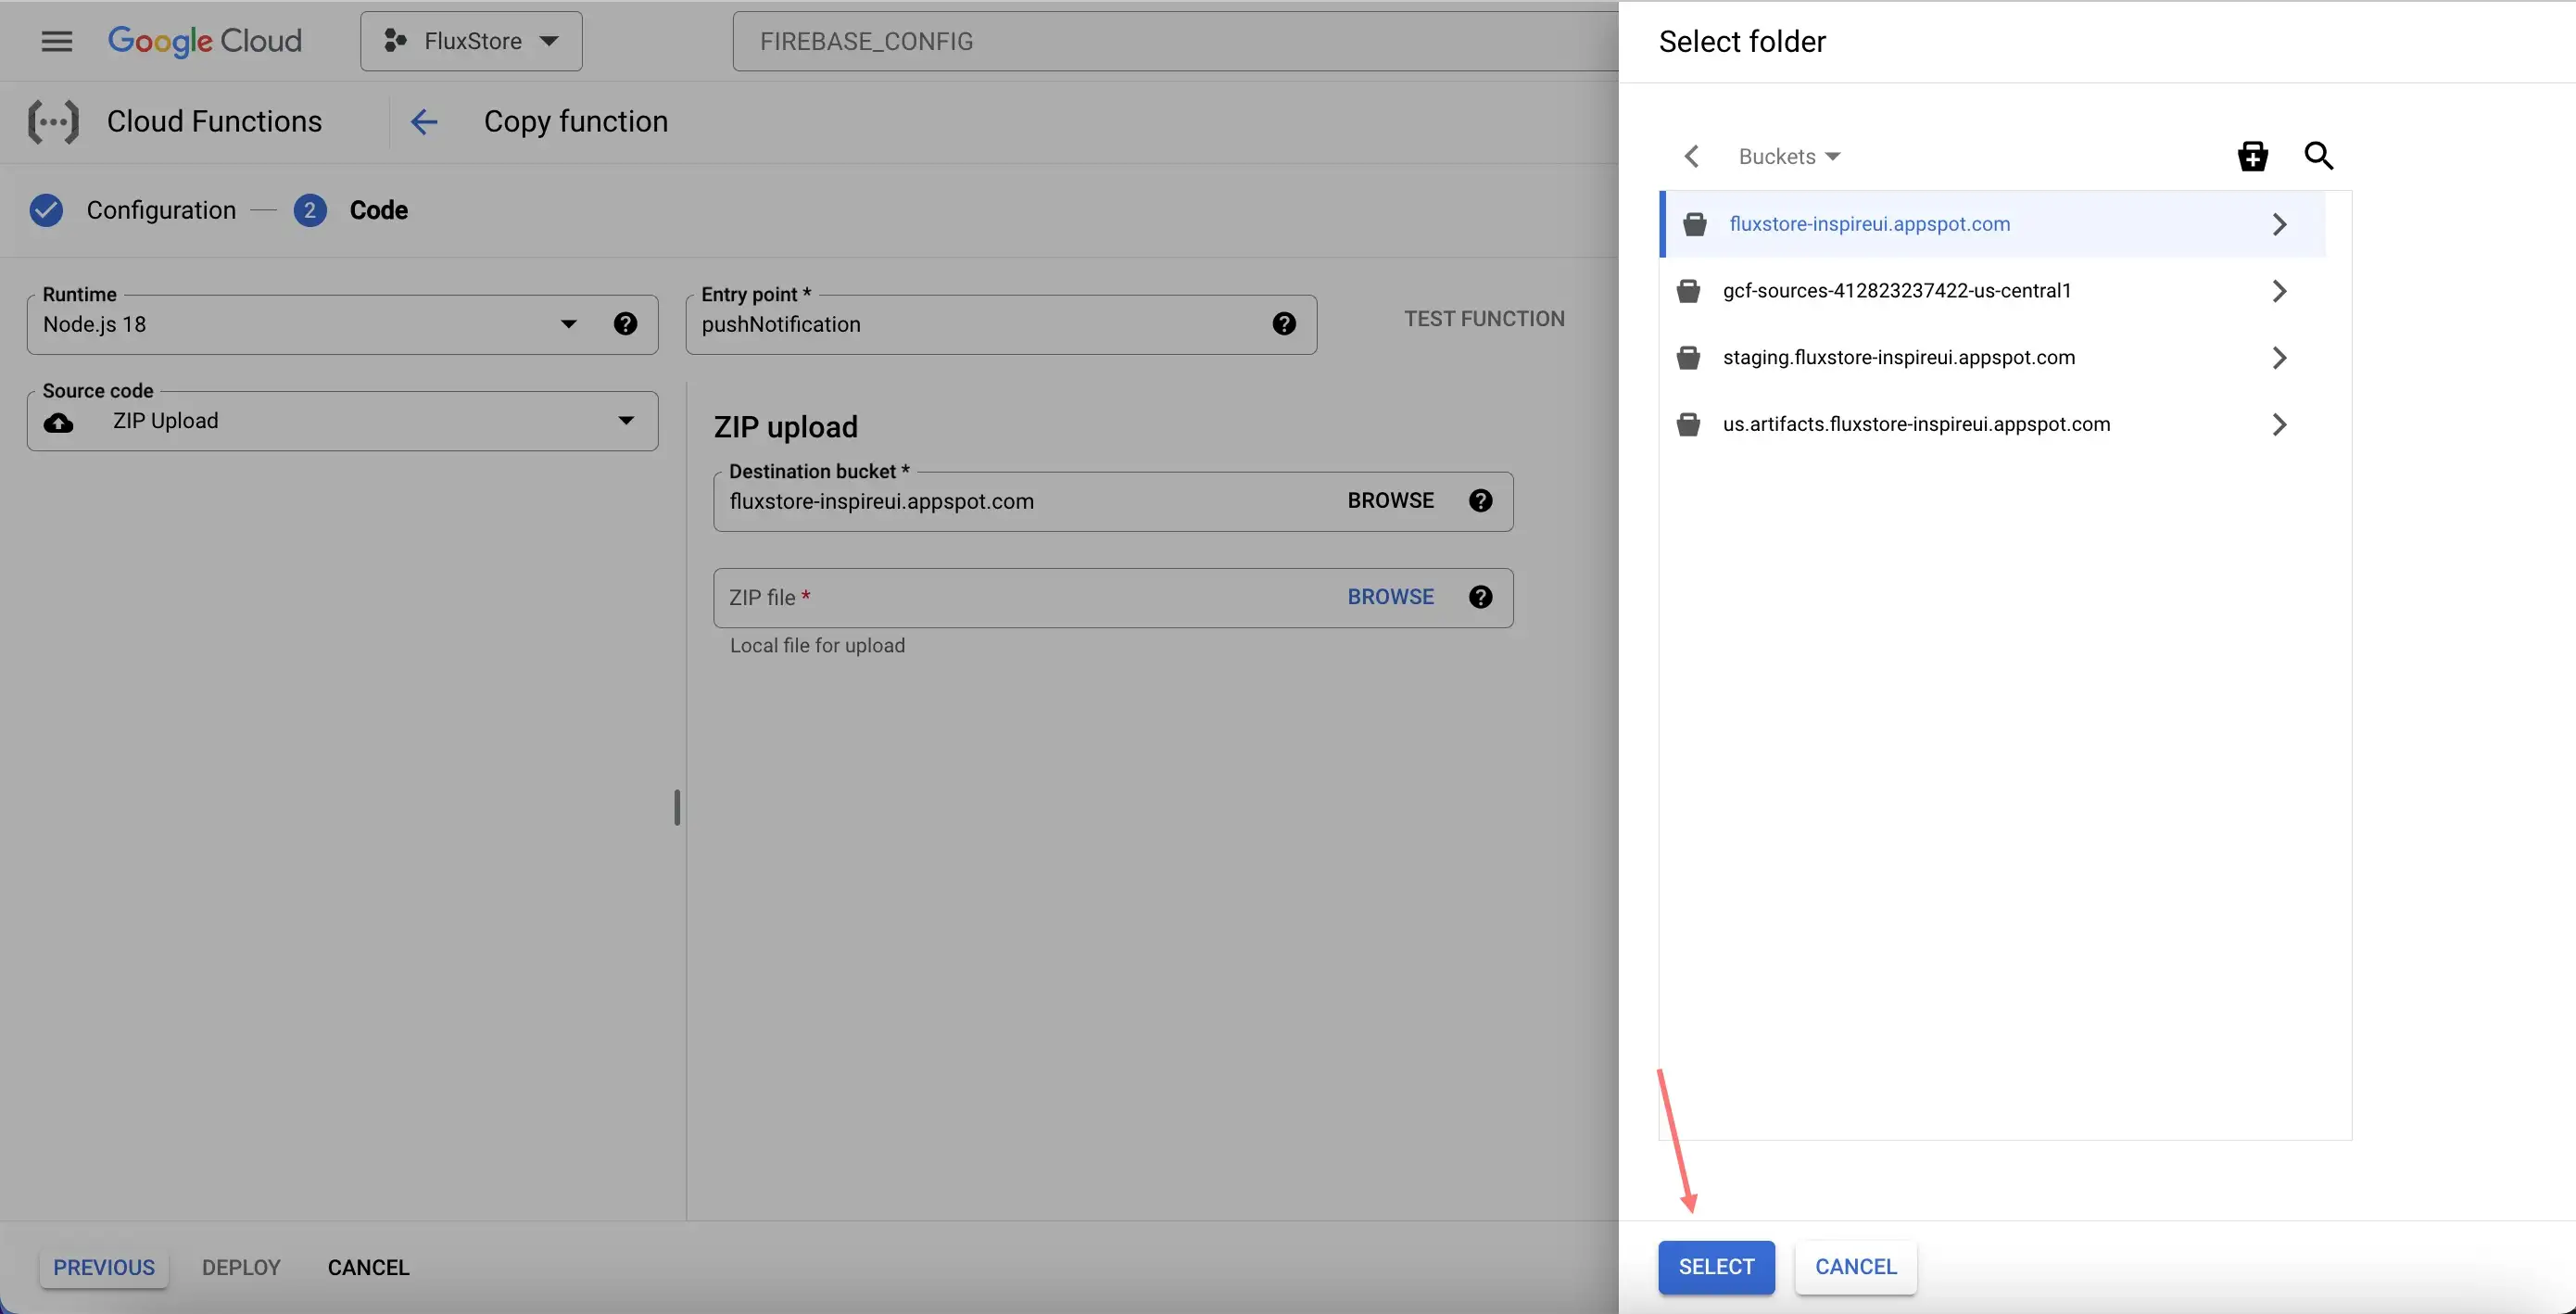 Google Cloud
FluxStore
FIREBASE_CONFIG
Select folder
Cloud Functions
Copy function
Buckets
Configuration
2
Code
fluxstore-inspireui.appspot.com
gcf-sources-412823237422-us-central1
staging.fluxstore-inspireui.appspot.com
us.artifacts.fluxstore-inspireui.appspot.com
Runtime
Node.js 18
Entry point *
pushNotification
TEST FUNCTION
Source code
ZIP Upload
ZIP upload
Destination bucket *
fluxstore-inspireui.appspot.com
BROWSE
ZIP file *
BROWSE
Local file for upload
PREVIOUS
DEPLOY
CANCEL
SELECT
CANCEL